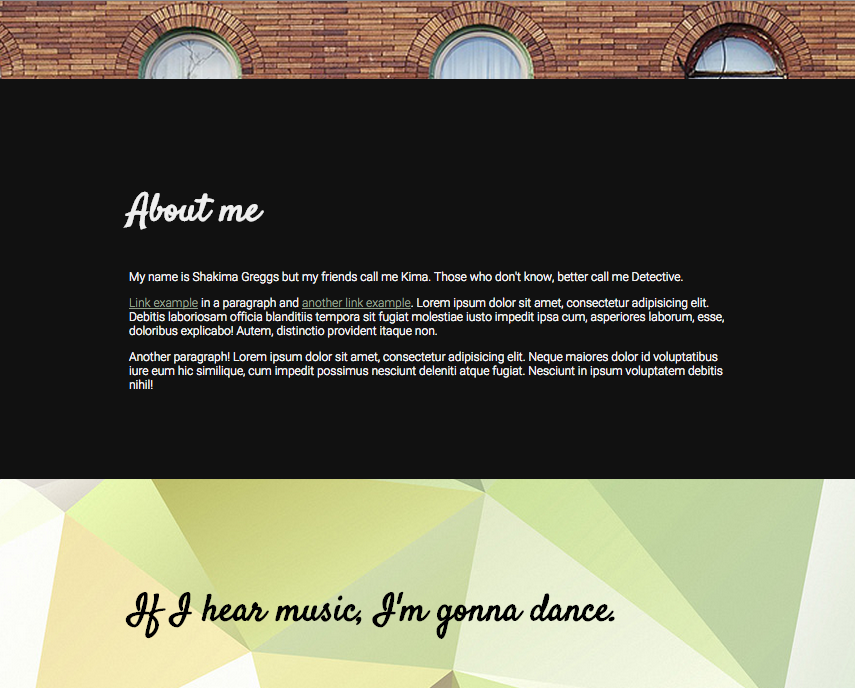 About me
My name is Shakima Greggs but my friends call me Kima. Those who don't know, better call me Detective.
Link example in a paragraph and another link example. Lorem ipsum dolor sit amet, consectetur adipisicing elit.
Debitis laboriosam officia blanditiis tempora sit fugiat molestiae iusto impedit ipsa cum, asperiores laborum, esse,
doloribus explicabo! Autem, distinctio provident itaque non.
Another paragraph! Lorem ipsum dolor sit amet, consectetur adipisicing elit. Neque maiores dolor id voluptatibus
iure eum hic similique, cum impedit possimus nesciunt deleniti atque fugiat. Nesciunt in ipsum voluptatem debitis
nihil!
If I hear music, I'm gonna dance.